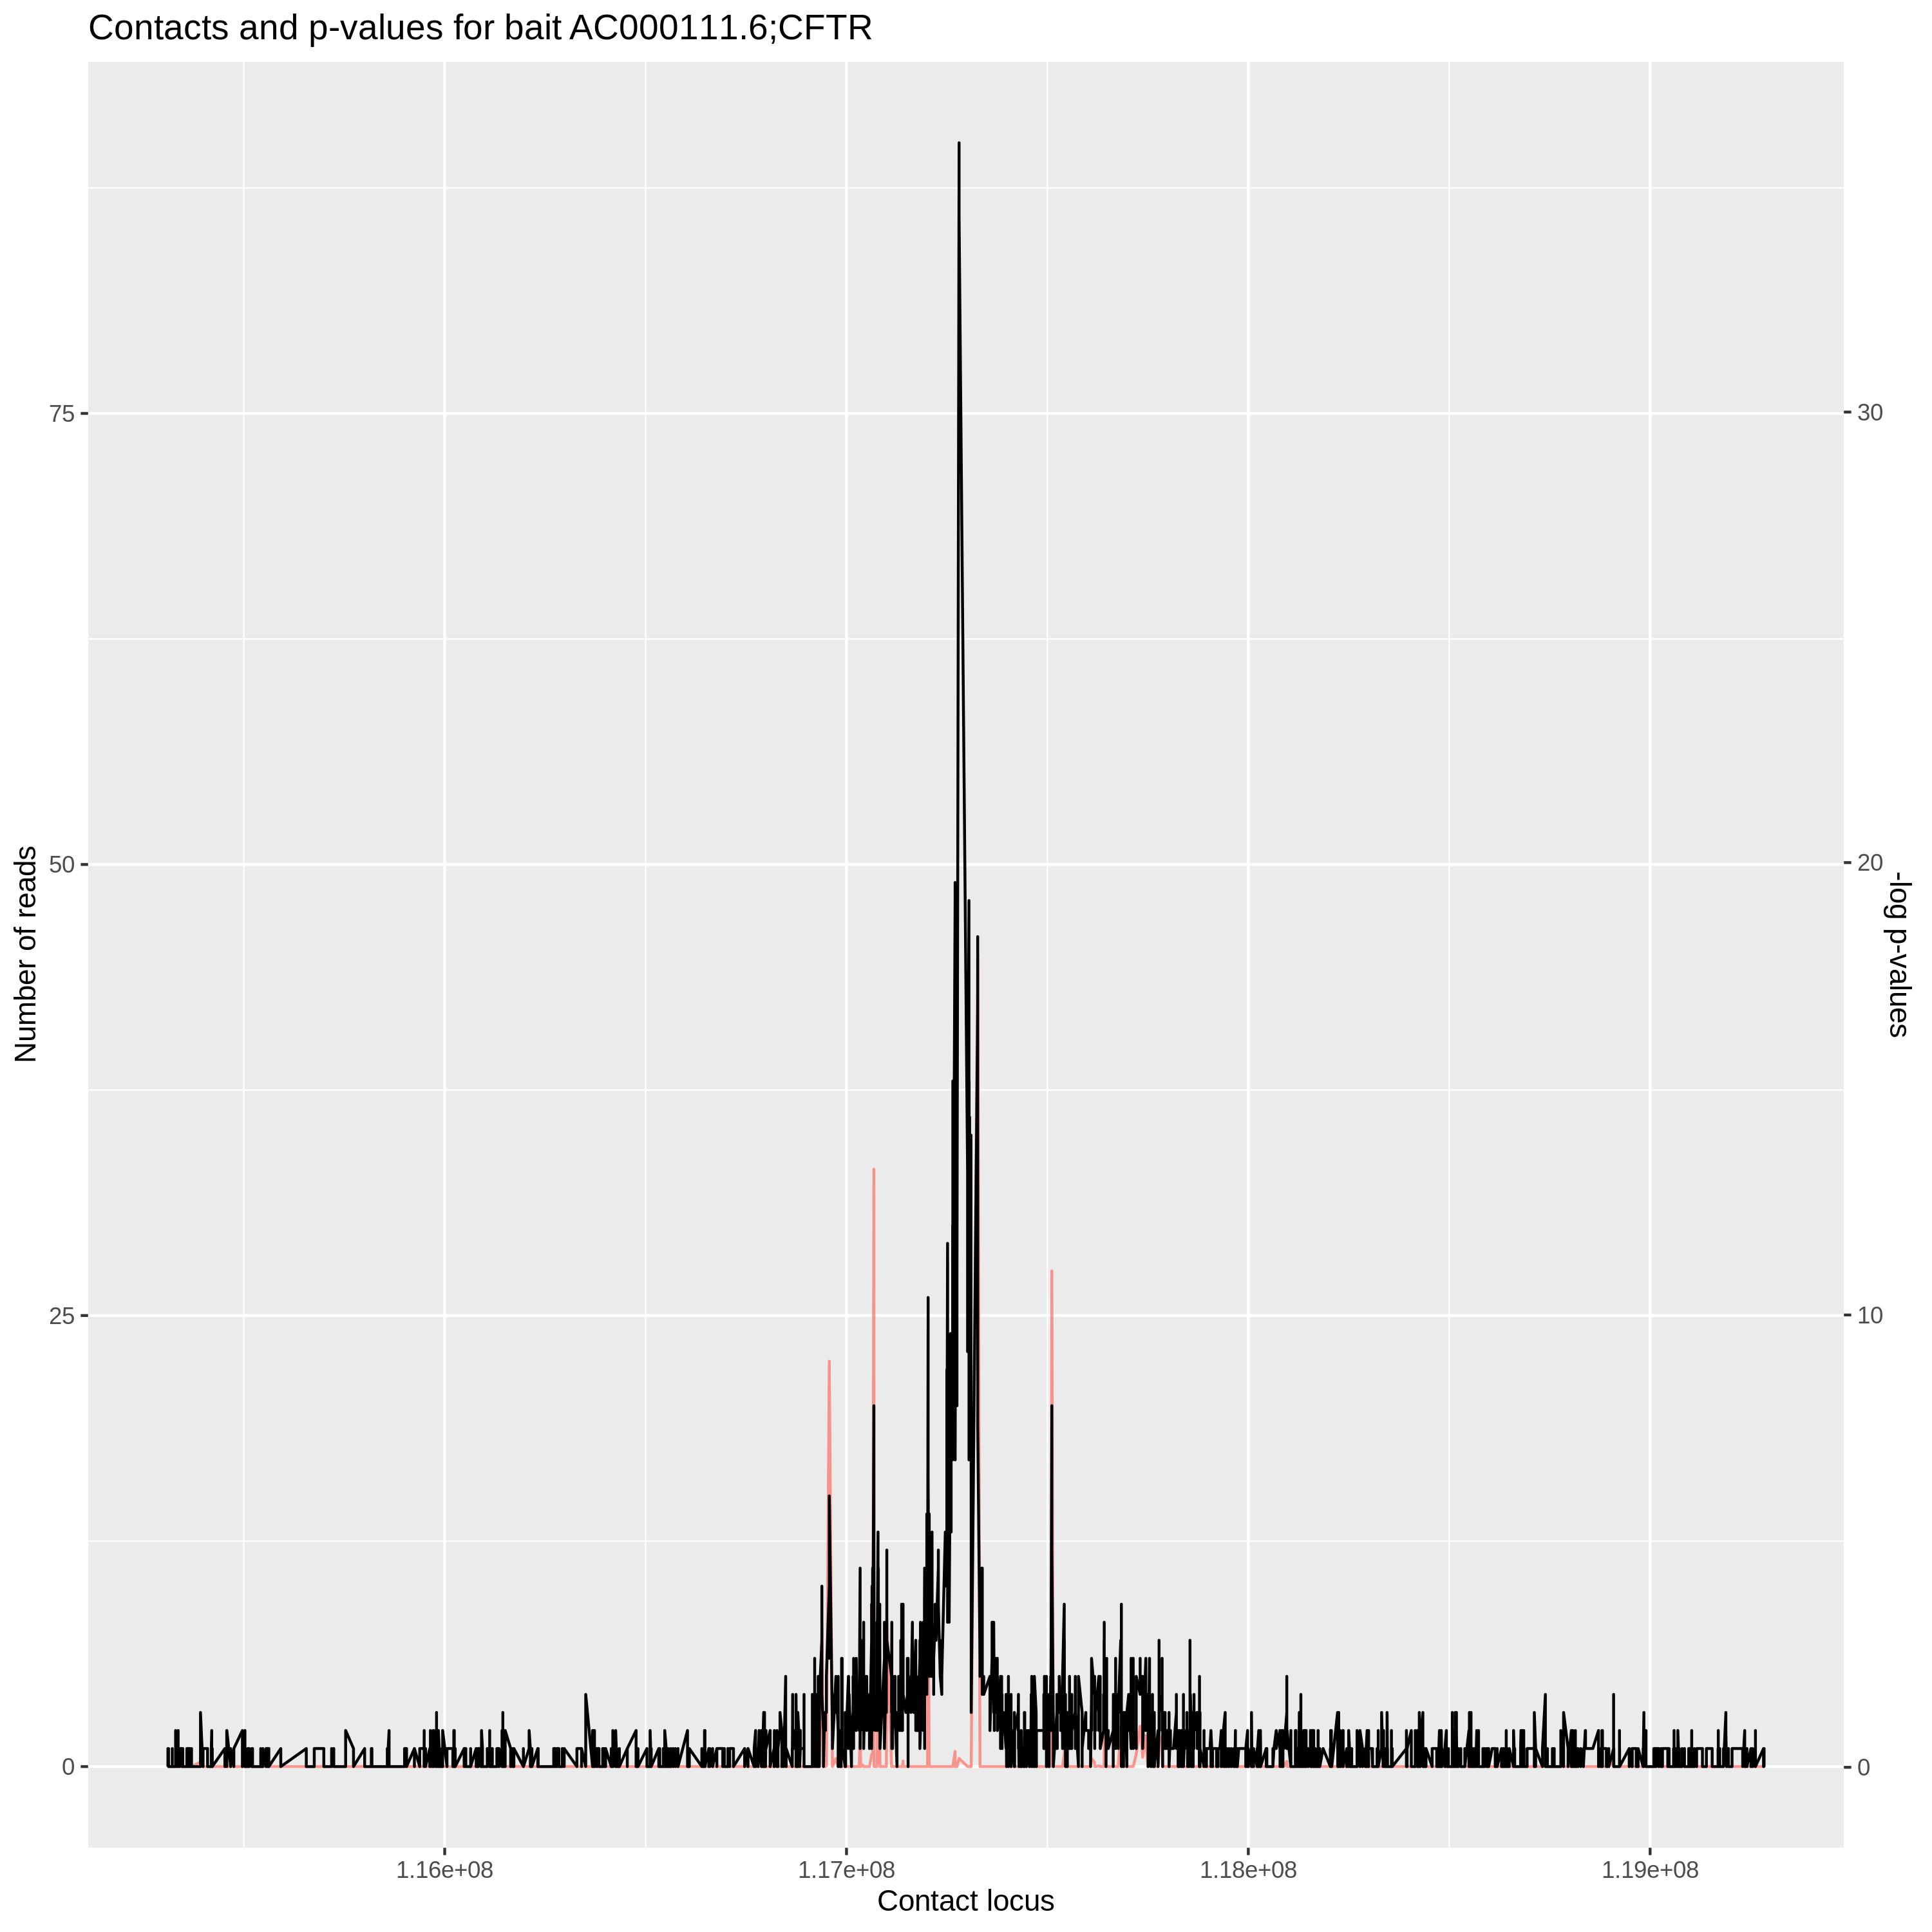 Contacts and p-values for bait AC000111.6;CFTR
75
50
25
0
Number of reads
30
20
10
0
-log p-values
1.16e+08
1.17e+08
1.18e+08
1.19e+08
Contact locus